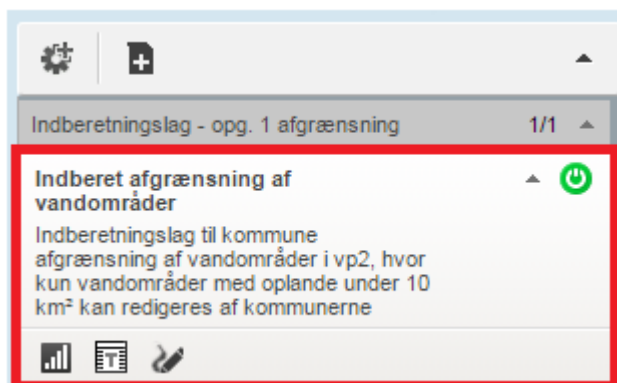 Indberetningslag - opg. 1 afgrænsning 1/1
Indberet afgrænsning af
vandområder
Indberetningslag til kommune
afgrænsning af vandområder i vp2, hvor
kun vandområder med oplande under 10
km² kan redigeres af kommunerne
T